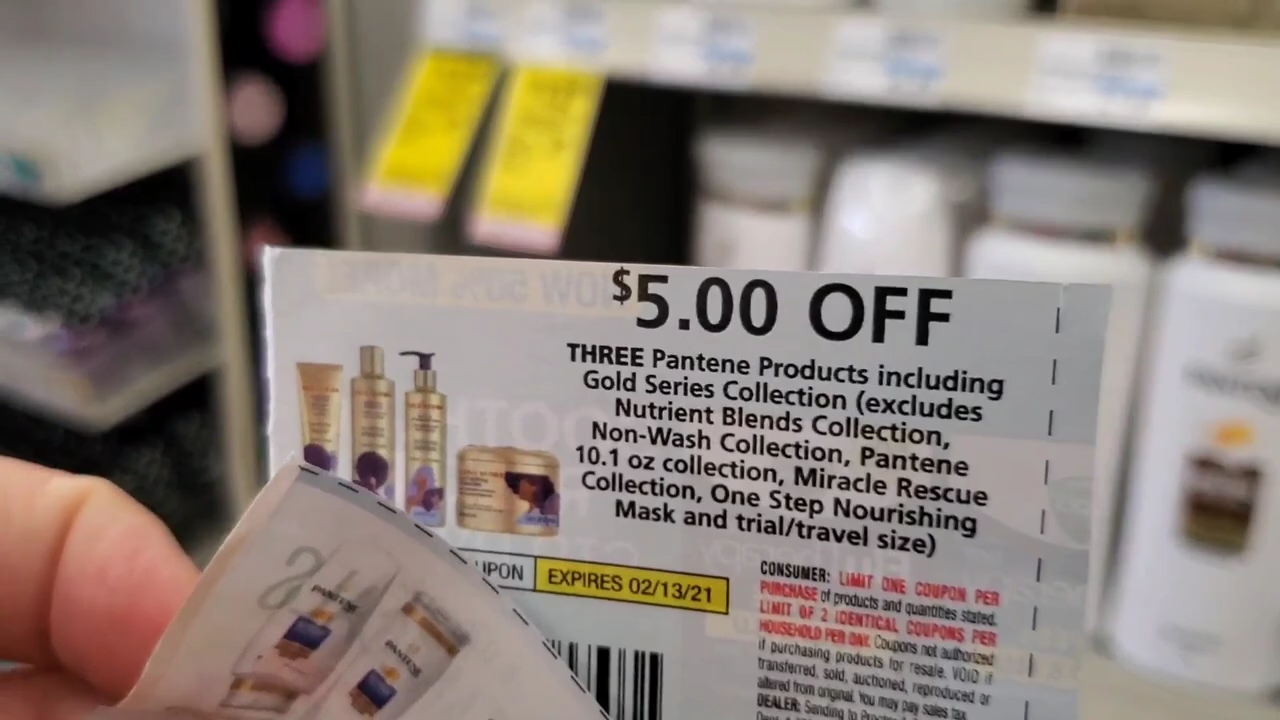 $5.00 OFF
THREE Pantene Products including
Gold Series Collection (excludes
Nutrient Blends Collection,
Non-Wash Collection, Pantene
10.1 oz collection, Miracle Rescue
Collection, One Step Nourishing
Mask and trial/travel size)
UPON
EXPIRES 02/13/21
CONSUMER: LIMIT ONE COUPON PER
PURCHASE of products and quantities stated.
LIMIT OF 2 IDENTICAL COUPONS PER
HOUSEHOLD PER DAY. Coupons not authorized
if purchasing products for resale. VOID if
transferred, sold, auctioned, reproduced or
altered from original. You may pay sales tax.
DEALER: Sending to
PANTENE
PANTENE